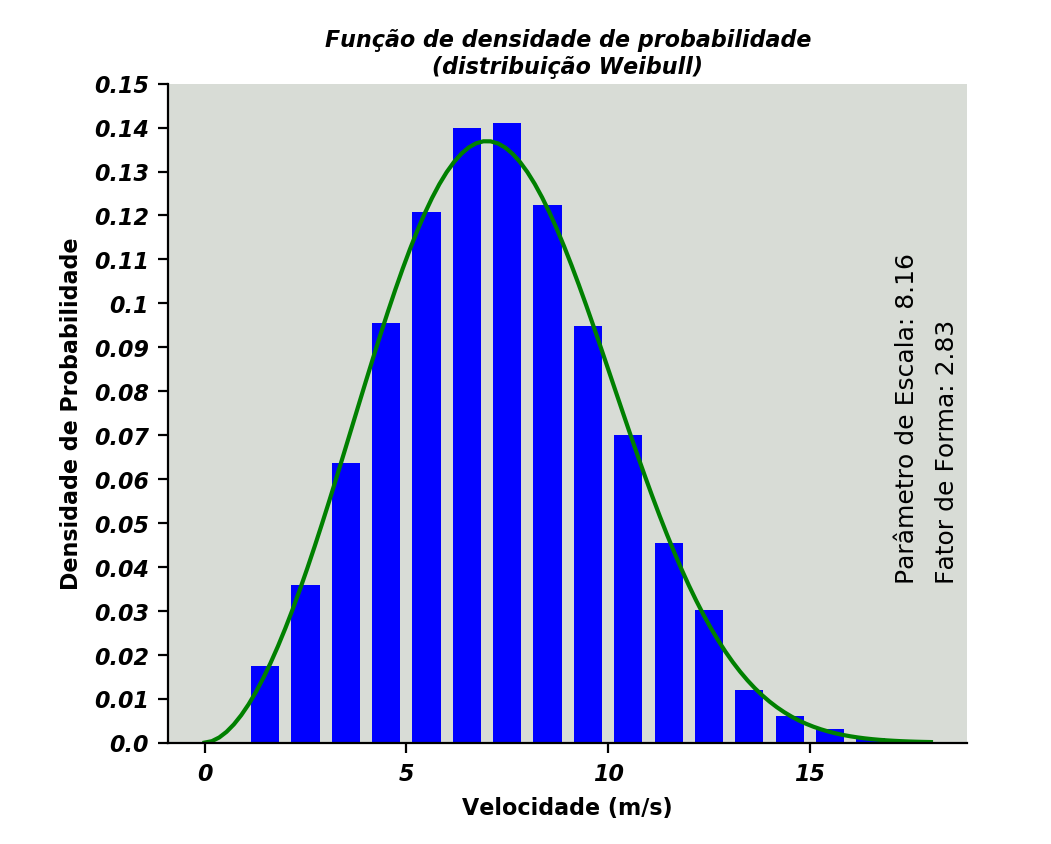 Função de densidade de probabilidade
(distribuição Weibull)
0.15
0.14
0.13
0.12
0.11
0.1
0.09
0.08
0.07
0.06
0.05
0.04
0.03
0.02
0.01
0.0
Densidade de Probabilidade
Parâmetro de Escala: 8.16
Fator de Forma: 2.83
0 5 10 15
Velocidade (m/s)